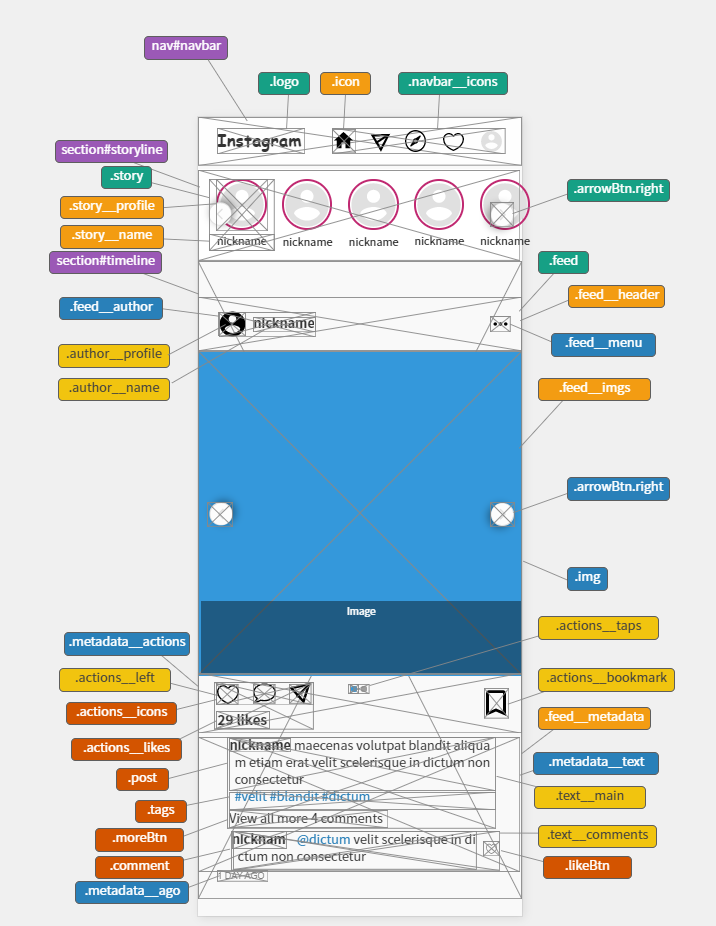 nav#navbar
.logo
.icon
.navbar__icons
Instagram
section#storyline
.story
.story__profile
.story__name
.arrowBtn.right
nickname
nickname
nickname
nickname
nickname
section#timeline
.feed
.feed__author
.feed__header
nickname
.feed__menu
.author__profile
.author__name
.feed__imgs
.arrowBtn.right
.img
Image
.metadata__actions
.actions__taps
.actions__left
.actions__bookmark
.actions__icons
.feed__metadata
29 likes
.actions__likes
nickname maecenas volutpat blandit aliqua
m etiam erat velit scelerisque in dictum non
consectetur
.metadata__text
.post
.text__main
#velit #blandit #dictum
.tags
View all more 4 comments
.moreBtn
.text__comments
nicknam @dictum velit scelerisque in di
ctum non consectetur
.comment
.likeBtn
1 DAY AGO
.metadata__ago